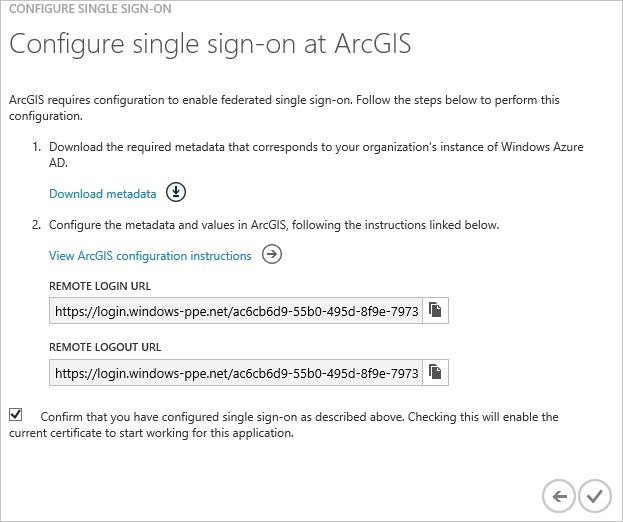 CONFIGURE SINGLE SIGN-ON
Configure single sign-on at ArcGIS
ArcGIS requires configuration to enable federated single sign-on. Follow the steps below to perform this
configuration.
1. Download the required metadata that corresponds to your organization's instance of Windows Azure
AD.
Download metadata
2. Configure the metadata and values in ArcGIS, following the instructions linked below.
View ArcGIS configuration instructions
REMOTE LOGIN URL
https://login.windows-ppe.net/ac6cb6d9-55b0-495d-8f9e-7973
REMOTE LOGOUT URL
https://login.windows-ppe.net/ac6cb6d9-55b0-495d-8f9e-7973
Confirm that you have configured single sign-on as described above. Checking this will enable the
current certificate to start working for this application.